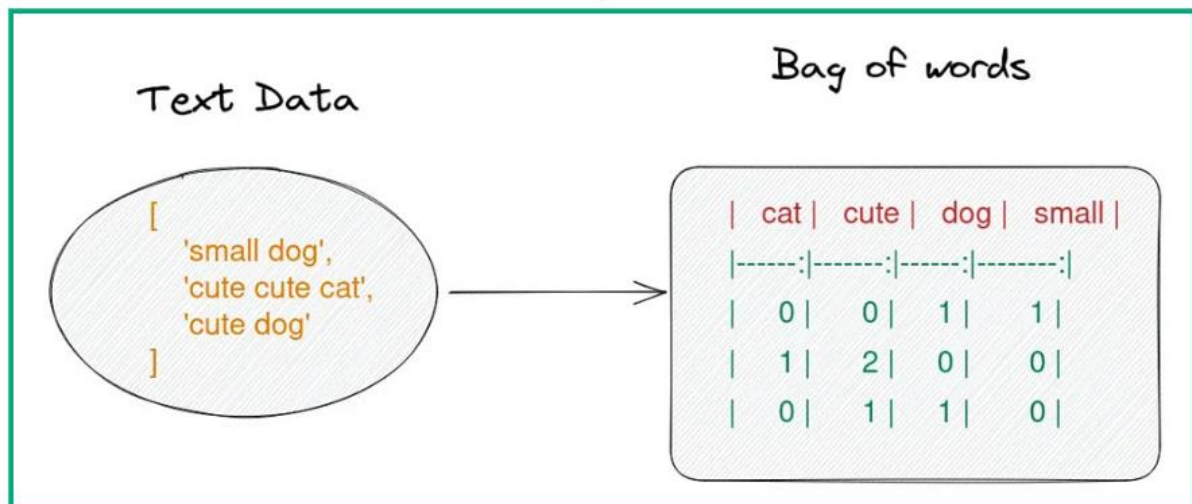 Text Data
[
'small dog',
'cute cute cat',
'cute dog'
]
Bag of words
| cat | cute | dog | small |
|------:|-------:|------:|--------:|
| 0 | 0 | 1 | 1 |
| 1 | 2 | 0 | 0 |
| 0 | 1 | 1 | 0 |